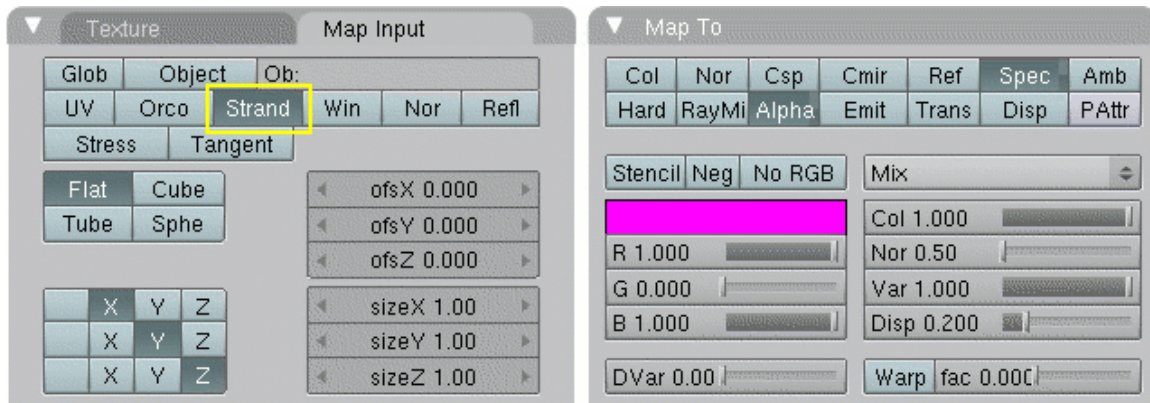 Texture Map Input
Glob Object Ob:
UV Orco Strand Win Nor Refl
Stress Tangent
Flat Cube
Tube Sphe
ofsX 0.000
ofsY 0.000
ofsZ 0.000
X Y Z
X Y Z
X Y Z
sizeX 1.00
sizeY 1.00
sizeZ 1.00
Map To
Col Nor Csp Cmir Ref Spec Amb
Hard RayMi Alpha Emit Trans Disp PAttr
Stencil Neg No RGB
R 1.000
G 0.000
B 1.000
DVar 0.00
Mix
Col 1.000
Nor 0.50
Var 1.000
Disp 0.200
Warp fac 0.000